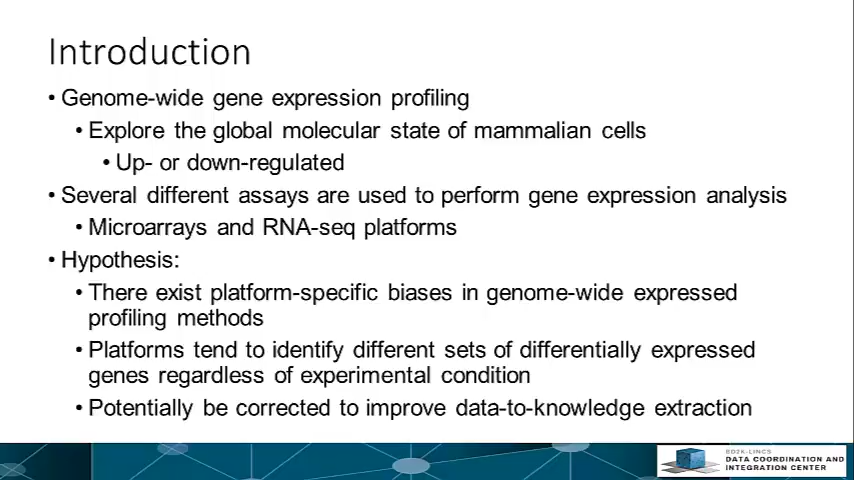 Introduction
• Genome-wide gene expression profiling
• Explore the global molecular state of mammalian cells
• Up- or down-regulated
• Several different assays are used to perform gene expression analysis
• Microarrays and RNA-seq platforms
• Hypothesis:
• There exist platform-specific biases in genome-wide expressed
profiling methods
• Platforms tend to identify different sets of differentially expressed
genes regardless of experimental condition
• Potentially be corrected to improve data-to-knowledge extraction
BD2K-LINCS
DATA COORDINATION AND
INTEGRATION CENTER